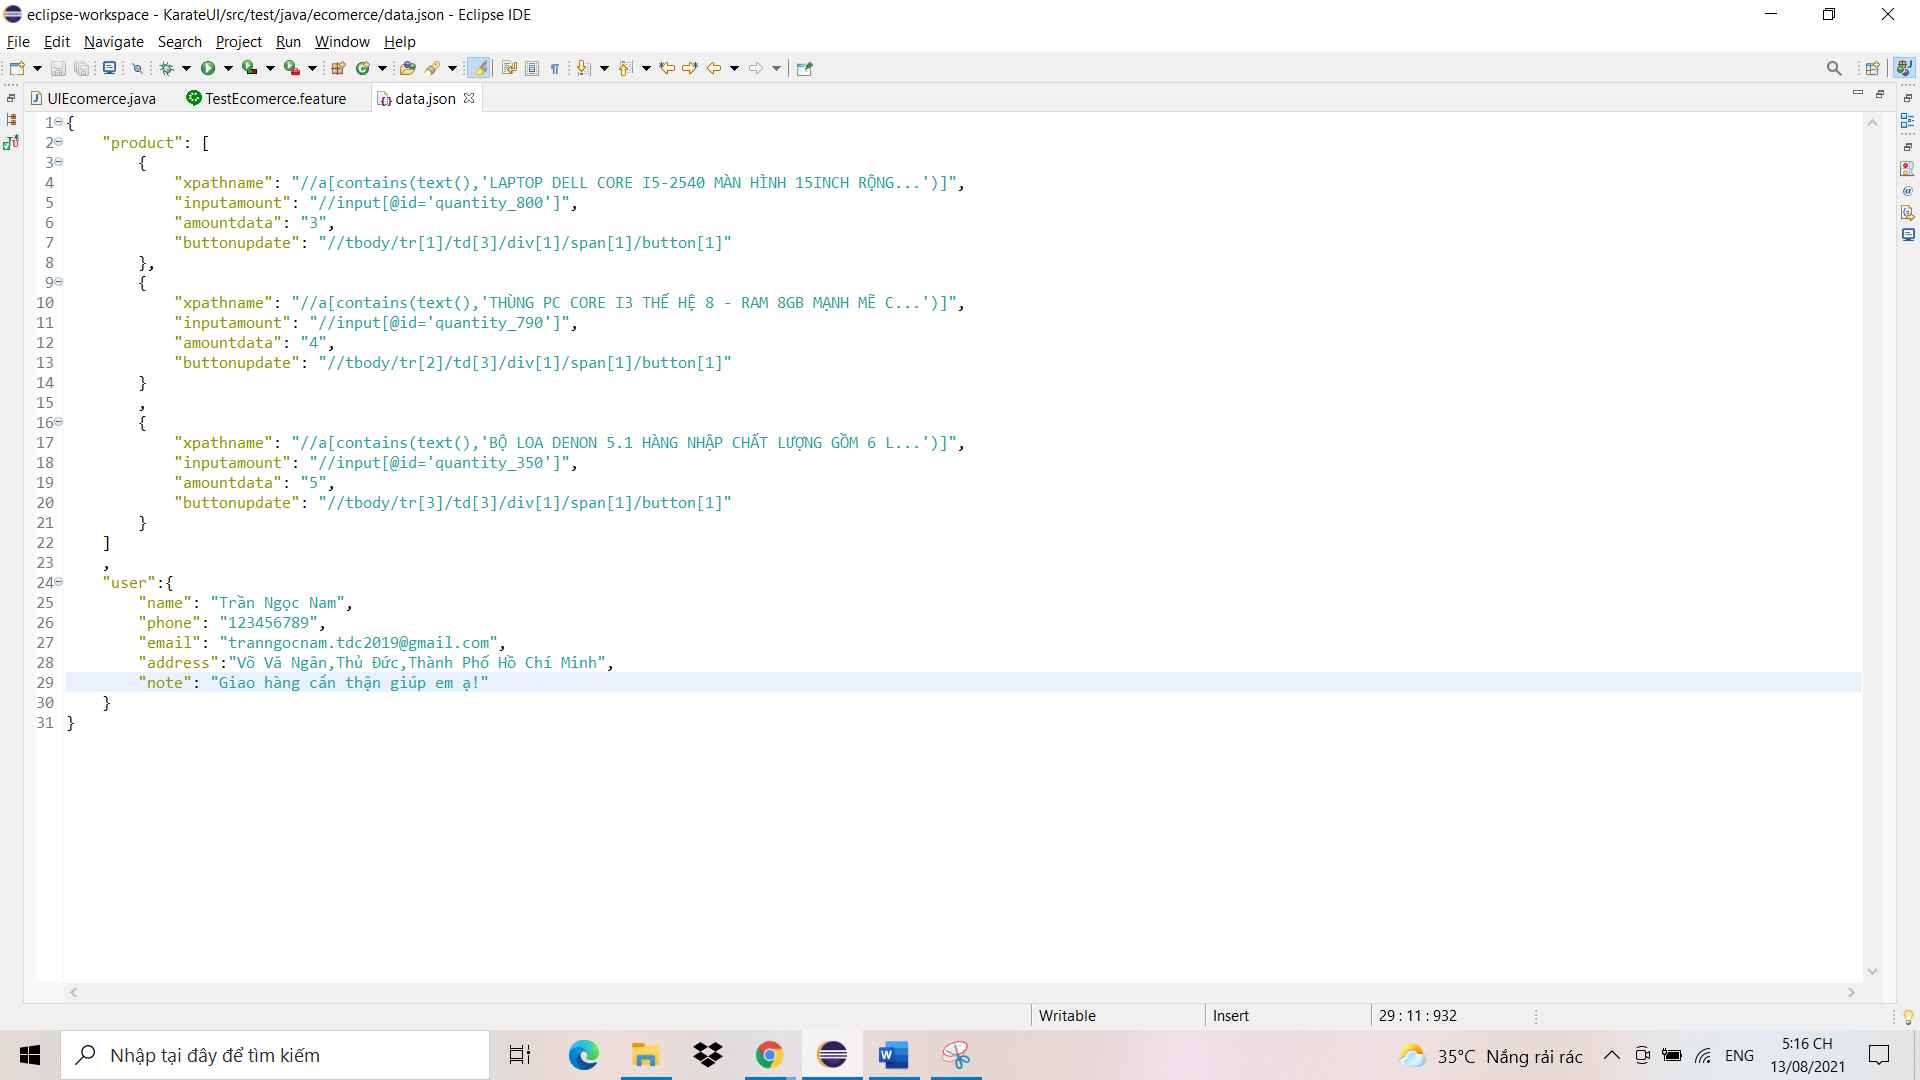 eclipse-workspace - KarateUI/src/test/java/ecomerce/data.json - Eclipse IDE
File Edit Navigate Search Project Run Window Help
UIEcomerce.java TestEcomerce.feature data.json
1 {
2     "product": [
3         {
4             "xpathname": "//a[contains(text(),'LAPTOP DELL CORE I5-2540 MÀN HÌNH 15INCH RỘNG...')]",
5             "inputamount": "//input[@id='quantity_800']",
6             "amountdata": "3",
7             "buttonupdate": "//tbody/tr[1]/td[3]/div[1]/span[1]/button[1]"
8         },
9         {
10             "xpathname": "//a[contains(text(),'THÙNG PC CORE I3 THẾ HỆ 8 - RAM 8GB MẠNH MẼ C...')]",
11             "inputamount": "//input[@id='quantity_790']",
12             "amountdata": "4",
13             "buttonupdate": "//tbody/tr[2]/td[3]/div[1]/span[1]/button[1]"
14         }
15         ,
16         {
17             "xpathname": "//a[contains(text(),'BỘ LOA DENON 5.1 HÀNG NHẬP CHẤT LƯỢNG GỒM 6 L...')]",
18             "inputamount": "//input[@id='quantity_350']",
19             "amountdata": "5",
20             "buttonupdate": "//tbody/tr[3]/td[3]/div[1]/span[1]/button[1]"
21         }
22     ]
23     ,
24     "user":{
25         "name": "Trần Ngọc Nam",
26         "phone": "123456789",
27         "email": "tranngocnam.tdc2019@gmail.com",
28         "address":"Võ Vă Ngân,Thủ Đức,Thành Phố Hồ Chí Minh",
29         "note": "Giao hàng cẩn thận giúp em ạ!"
30     }
31 }
Writable Insert 29 : 11 : 932
Nhập tại đây để tìm kiếm
35°C Nắng rải rác ENG
5:16 CH
13/08/2021